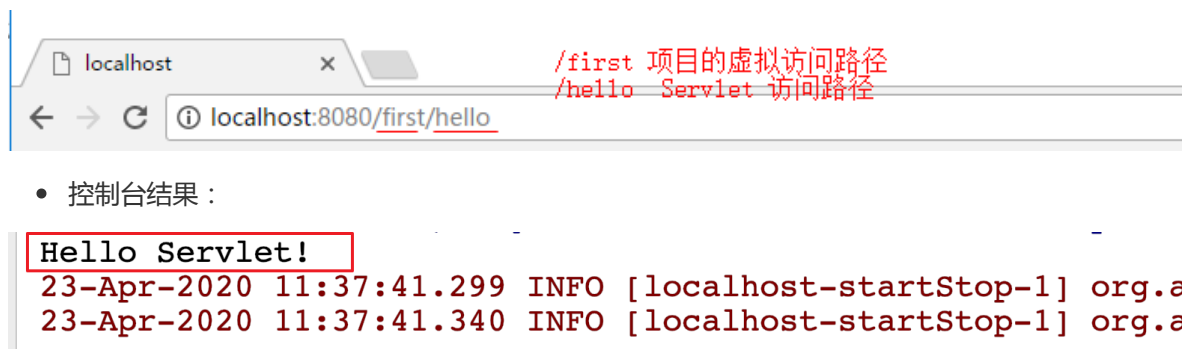 localhost
/first 项目的虚拟访问路径
/hello Servlet 访问路径
localhost:8080/first/hello
控制台结果：
Hello Servlet!
23-Apr-2020 11:37:41.299 INFO [localhost-startStop-1] org.a
23-Apr-2020 11:37:41.340 INFO [localhost-startStop-1] org.a